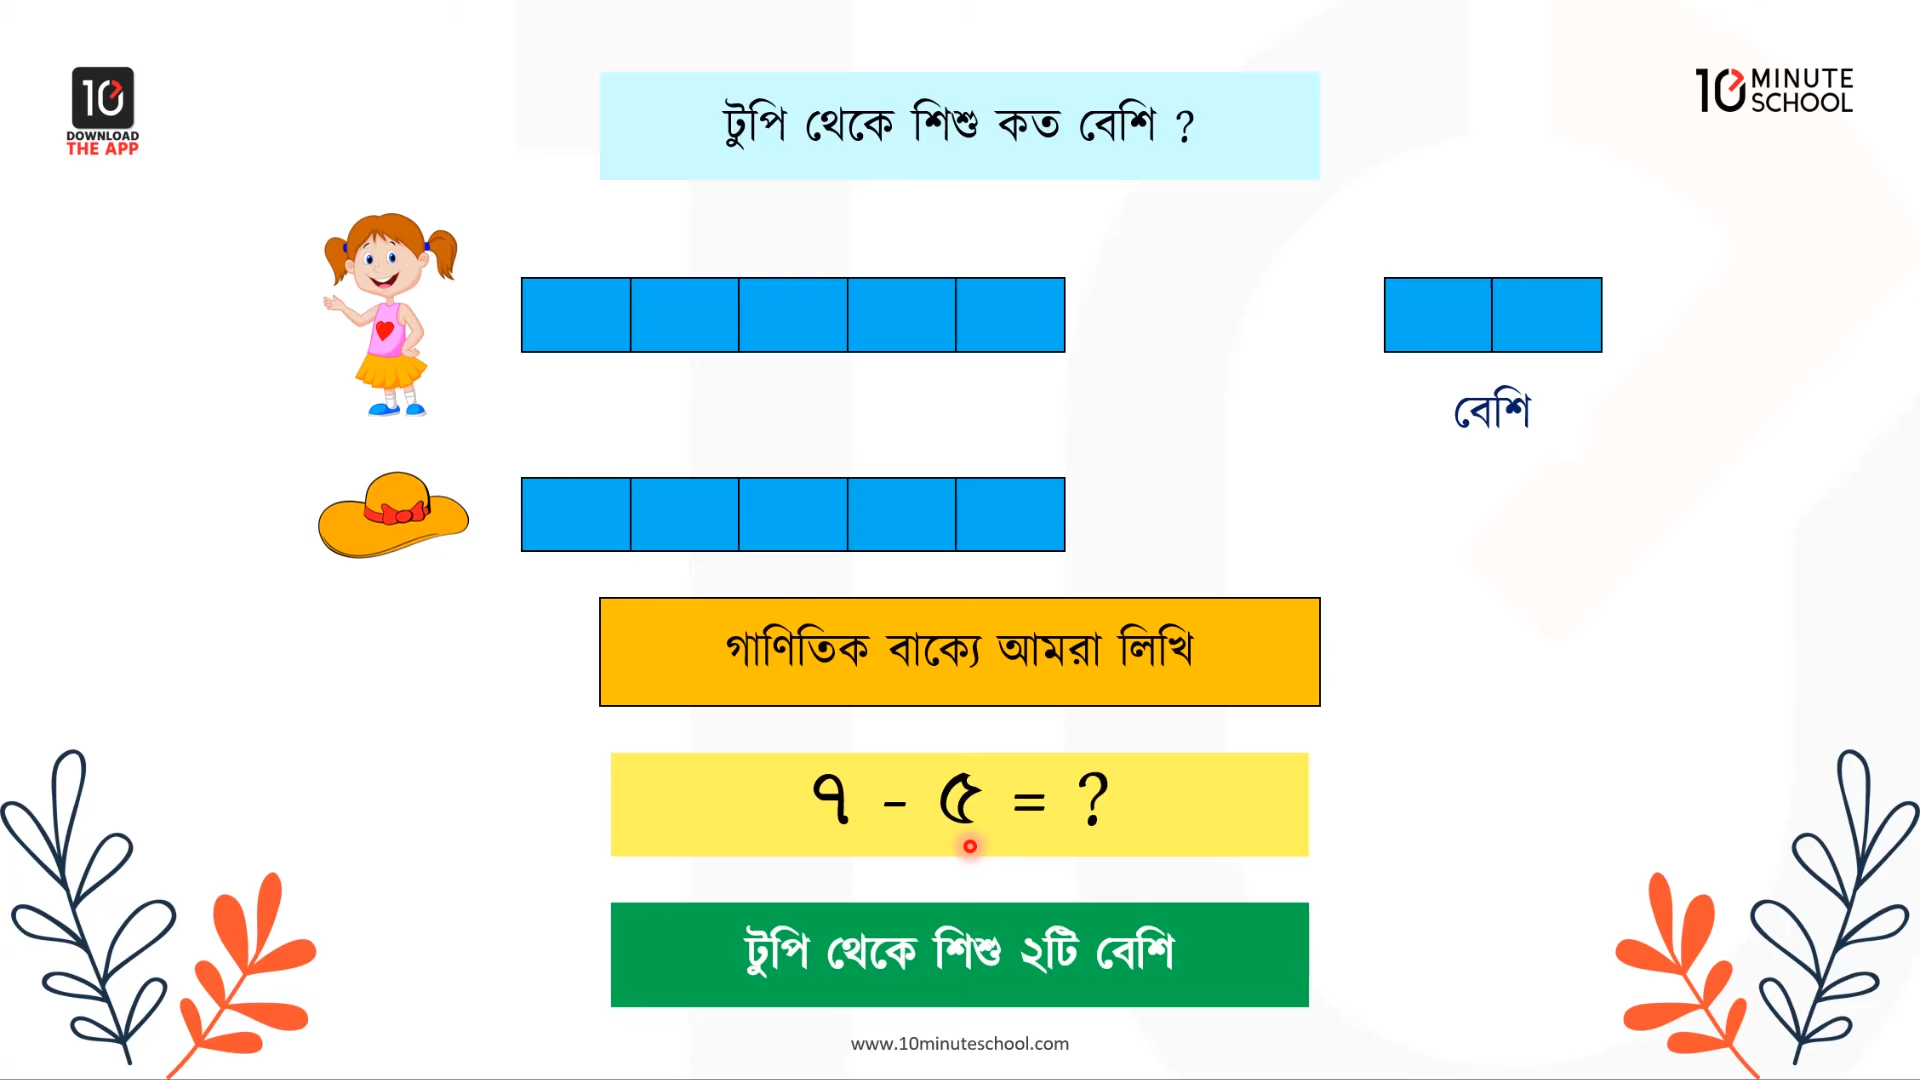 10
DOWNLOAD
THE APP
টুপি থেকে শিশু কত বেশি ?
10 MINUTE
SCHOOL
বেশি
গাণিতিক বাক্যে আমরা লিখি
৭ - ৫ = ?
টুপি থেকে শিশু ২টি বেশি
www.10minuteschool.com